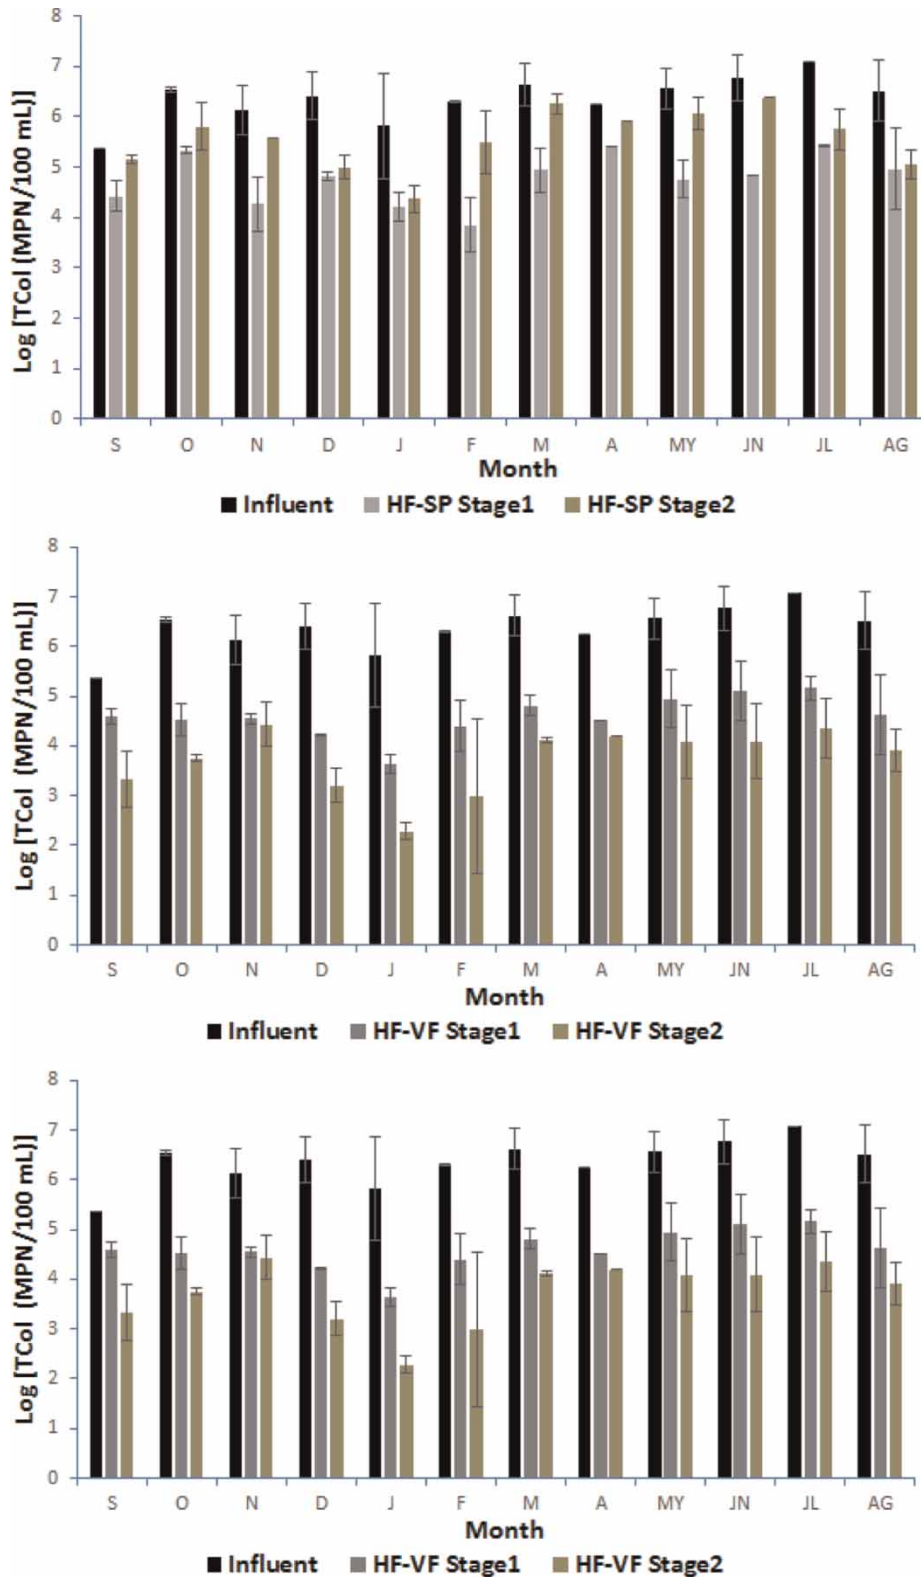 8
7
6
5
4
3
2
1
0
Log [TCol (MPN/100 mL)]
S O N D J F M A MY JN JL AG
Month
Influent HF-SP Stage1 HF-SP Stage2
8
7
6
5
4
3
2
1
0
Log [TCol (MPN/100 mL)]
S O N D J F M A MY JN JL AG
Month
Influent HF-VF Stage1 HF-VF Stage2
8
7
6
5
4
3
2
1
0
Log [TCol (MPN/100 mL)]
S O N D J F M A MY JN JL AG
Month
Influent HF-VF Stage1 HF-VF Stage2